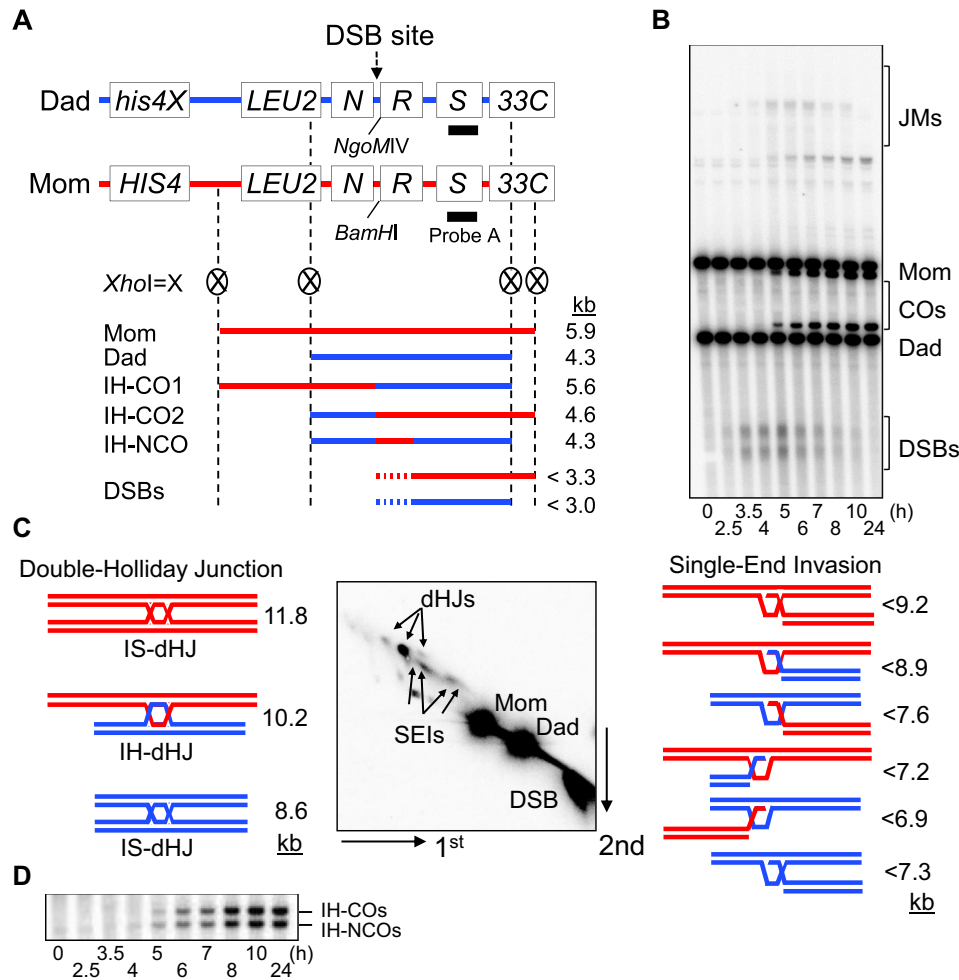 A
DSB site
Dad his4X LEU2 N R S 33C
NgoMIV
Mom HIS4 LEU2 N R S 33C
BamHI Probe A
XhoI=X X X X X
kb
Mom 5.9
Dad 4.3
IH-CO1 5.6
IH-CO2 4.6
IH-NCO 4.3
DSBs < 3.3
< 3.0
B
JMs
Mom
COs
Dad
DSBs
0 3.5 5 7 10 (h)
2.5 4 6 8 24
C
Double-Holliday Junction
11.8
IS-dHJ
10.2
IH-dHJ
8.6
IS-dHJ
kb
dHJs
Mom
Dad
SEIs
DSB
1st
2nd
Single-End Invasion
<9.2
<8.9
<7.6
<7.2
<6.9
<7.3
kb
D
IH-COs
IH-NCOs
0 3.5 5 7 10 (h)
2.5 4 6 8 24